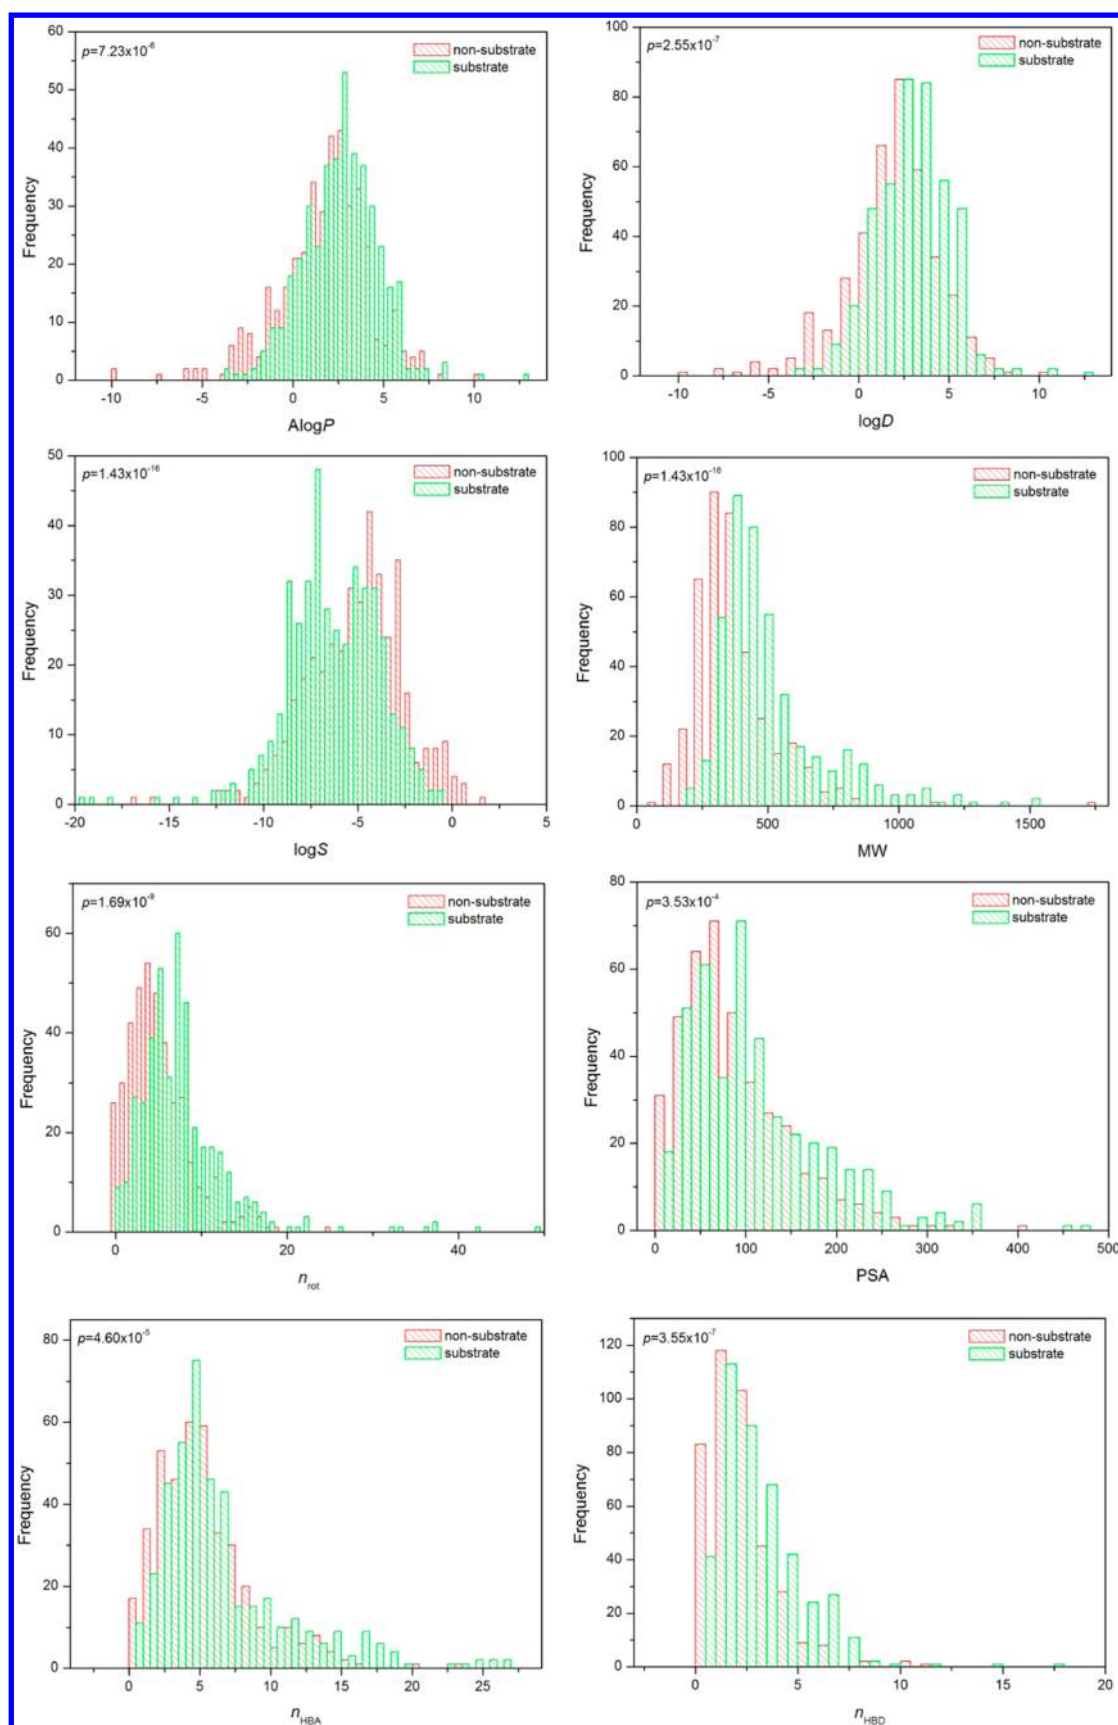 60
50
40
30
20
10
0
Frequency
p=7.23x10⁻⁶
non-substrate
substrate
-10
-5
0
5
10
AlogP
100
80
60
40
20
0
Frequency
p=2.55x10⁻⁷
non-substrate
substrate
-10
-5
0
5
10
logD
50
40
30
20
10
0
Frequency
p=1.43x10⁻¹⁶
non-substrate
substrate
-20
-15
-10
-5
0
5
logS
100
80
60
40
20
0
Frequency
p=1.43x10⁻¹⁶
non-substrate
substrate
0
500
1000
1500
MW
60
40
20
0
Frequency
p=1.69x10⁻⁹
non-substrate
substrate
0
20
40
n_rot
80
60
40
20
0
Frequency
p=3.53x10⁻⁴
non-substrate
substrate
0
100
200
300
400
500
PSA
80
60
40
20
0
Frequency
p=4.60x10⁻⁵
non-substrate
substrate
0
5
10
15
20
25
n_HBA
120
100
80
60
40
20
0
Frequency
p=3.55x10⁻⁷
non-substrate
substrate
0
5
10
15
20
n_HBD